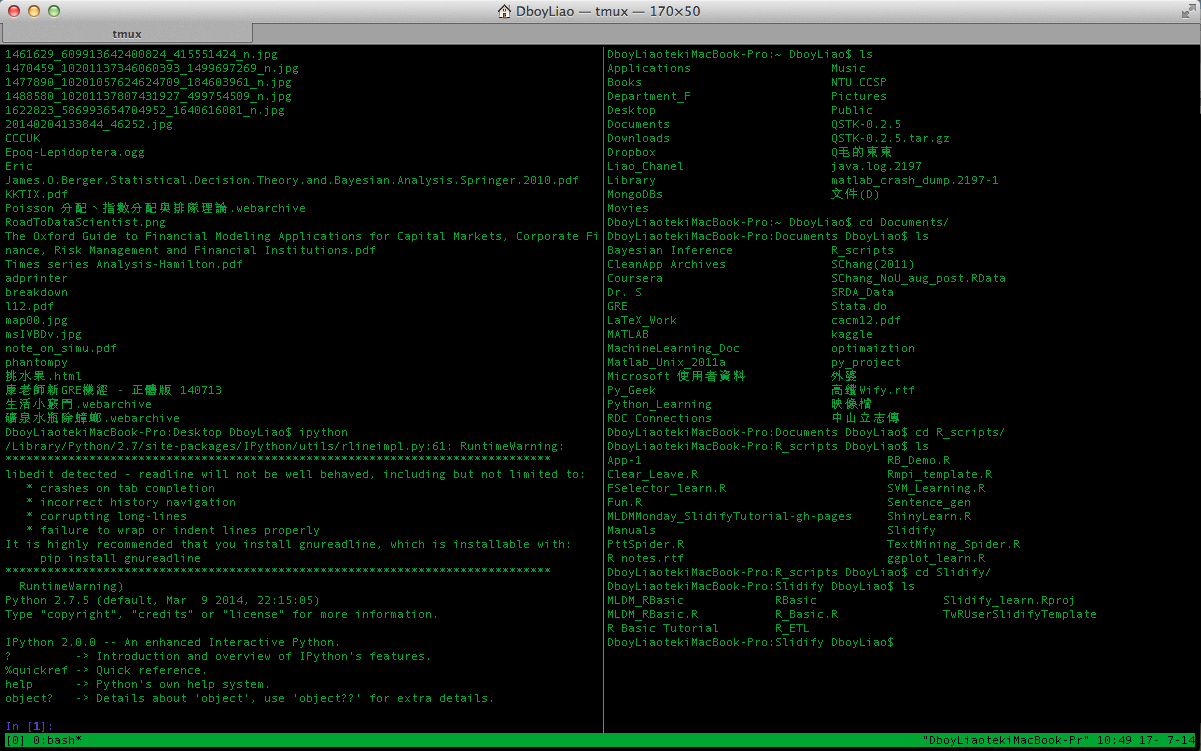 DboyLiao — tmux — 170×50
tmux
1461629_609913642400824_415551424_n.jpg
1470459_10201137346060393_1499697269_n.jpg
1477890_10201057624624709_184603961_n.jpg
1488580_10201137807431927_499754509_n.jpg
1622823_586993654704952_1640616081_n.jpg
20140204133844_46252.jpg
CCCUK
Epoq-Lepidoptera.ogg
Eric
James.O.Berger.Statistical.Decision.Theory.and.Bayesian.Analysis.Springer.2010.pdf
KKTIX.pdf
Poisson 分配、指數分配與排隊理論.webarchive
RoadToDataScientist.png
The Oxford Guide to Financial Modeling Applications for Capital Markets, Corporate Fi
nance, Risk Management and Financial Institutions.pdf
Times series Analysis-Hamilton.pdf
adprinter
breakdown
l12.pdf
map00.jpg
msIVBDv.jpg
note_on_simu.pdf
phantompy
挑水果.html
康老師新GRE機經 - 正體版 140713
生活小竅門.webarchive
礦泉水瓶除蟑螂.webarchive
DboyLiaotekiMacBook-Pro:Desktop DboyLiao$ ipython
/Library/Python/2.7/site-packages/IPython/utils/rlineimpl.py:61: RuntimeWarning:
******************************************************************************
libedit detected - readline will not be well behaved, including but not limited to:
* crashes on tab completion
* incorrect history navigation
* corrupting long-lines
* failure to wrap or indent lines properly
It is highly recommended that you install gnureadline, which is installable with:
pip install gnureadline
******************************************************************************
RuntimeWarning)
Python 2.7.5 (default, Mar  9 2014, 22:15:05)
Type "copyright", "credits" or "license" for more information.
IPython 2.0.0 -- An enhanced Interactive Python.
?         -> Introduction and overview of IPython's features.
%quickref -> Quick reference.
help      -> Python's own help system.
object?   -> Details about 'object', use 'object??' for extra details.
In [1]:
DboyLiaotekiMacBook-Pro:~ DboyLiao$ ls
Applications Music
Books NTU CCSP
Department_F Pictures
Desktop Public
Documents QSTK-0.2.5
Downloads QSTK-0.2.5.tar.gz
Dropbox Q毛的東東
Liao_Chanel java.log.2197
Library matlab_crash_dump.2197-1
MongoDBs 文件(D)
Movies
DboyLiaotekiMacBook-Pro:~ DboyLiao$ cd Documents/
DboyLiaotekiMacBook-Pro:Documents DboyLiao$ ls
Bayesian Inference R_scripts
CleanApp Archives SChang(2011)
Coursera SChang_NoU_aug_post.RData
Dr. S SRDA_Data
GRE Stata.do
LaTeX_Work cacm12.pdf
MATLAB kaggle
MachineLearning_Doc optimaiztion
Matlab_Unix_2011a py_project
Microsoft 使用者資料 外婆
Py_Geek 高鐵Wify.rtf
Python_Learning 映像檔
RDC Connections 中山立志傳
DboyLiaotekiMacBook-Pro:Documents DboyLiao$ cd R_scripts/
DboyLiaotekiMacBook-Pro:R_scripts DboyLiao$ ls
App-1 RB_Demo.R
Clear_Leave.R Rmpi_template.R
FSelector_learn.R SVM_Learning.R
Fun.R Sentence_gen
MLDMMonday_SlidifyTutorial-gh-pages ShinyLearn.R
Manuals Slidify
PttSpider.R TextMining_Spider.R
R notes.rtf ggplot_learn.R
DboyLiaotekiMacBook-Pro:R_scripts DboyLiao$ cd Slidify/
DboyLiaotekiMacBook-Pro:Slidify DboyLiao$ ls
MLDM_RBasic RBasic Slidify_learn.Rproj
MLDM_RBasic.R R_Basic.R TwRUserSlidifyTemplate
R Basic Tutorial R_ETL
DboyLiaotekiMacBook-Pro:Slidify DboyLiao$
[0] 0:bash* "DboyLiaotekiMacBook-Pr" 10:49 17- 7-14